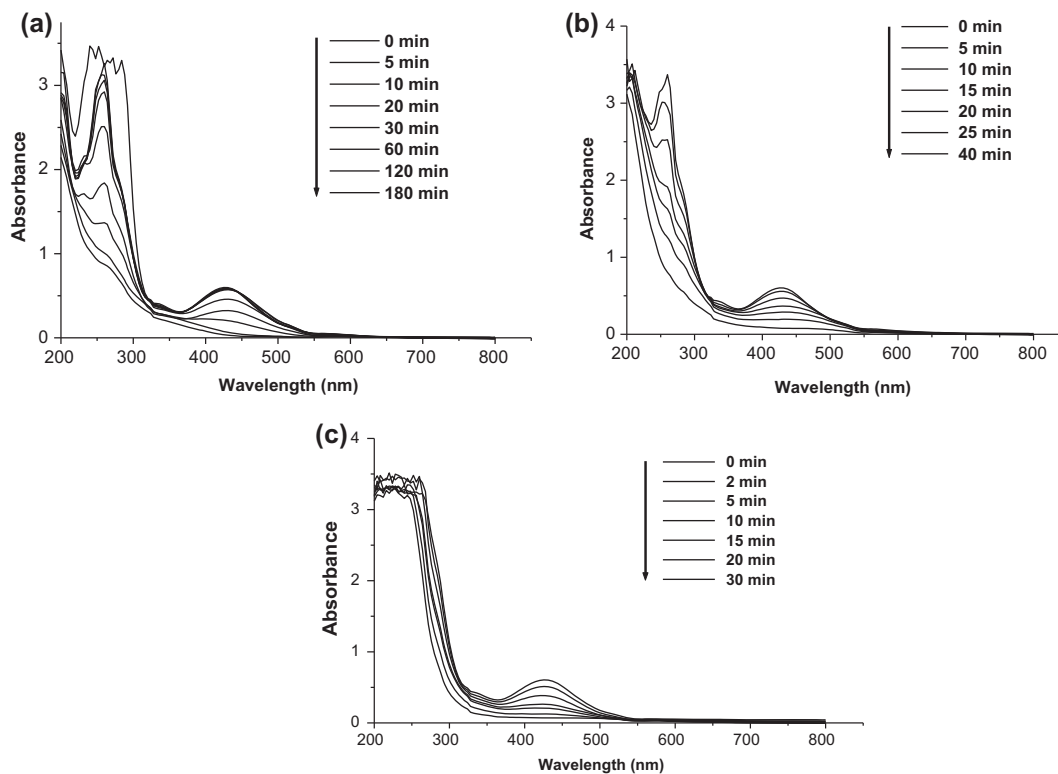 (a)
0 min
5 min
10 min
20 min
30 min
60 min
120 min
180 min
3
2
1
0
Absorbance
200 300 400 500 600 700 800
Wavelength (nm)
(b)
0 min
5 min
10 min
15 min
20 min
25 min
40 min
4
3
2
1
0
Absorbance
200 300 400 500 600 700 800
Wavelength (nm)
(c)
0 min
2 min
5 min
10 min
15 min
20 min
30 min
4
3
2
1
0
Absorbance
200 300 400 500 600 700 800
Wavelength (nm)